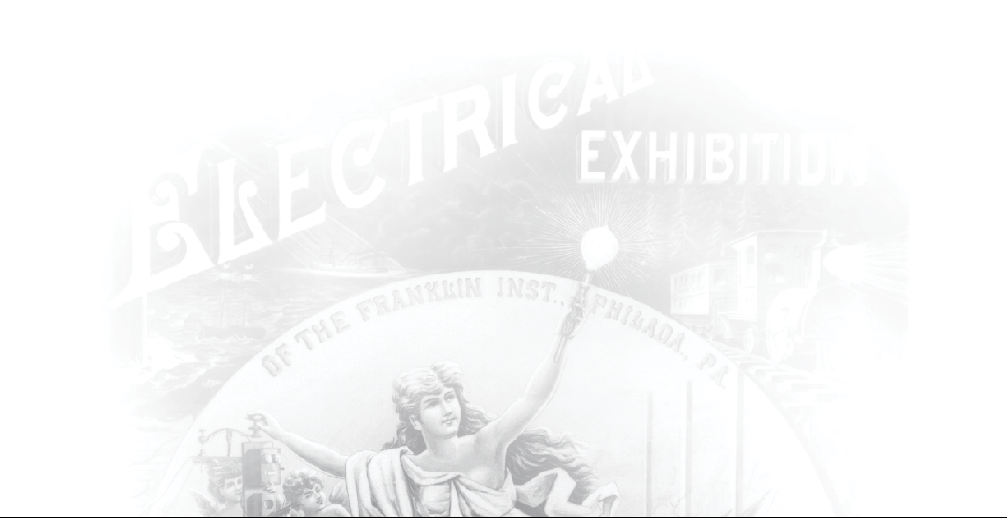 ELECTRICAL
EXHIBITION
OF THE FRANKLIN INST., PHILADA, PA